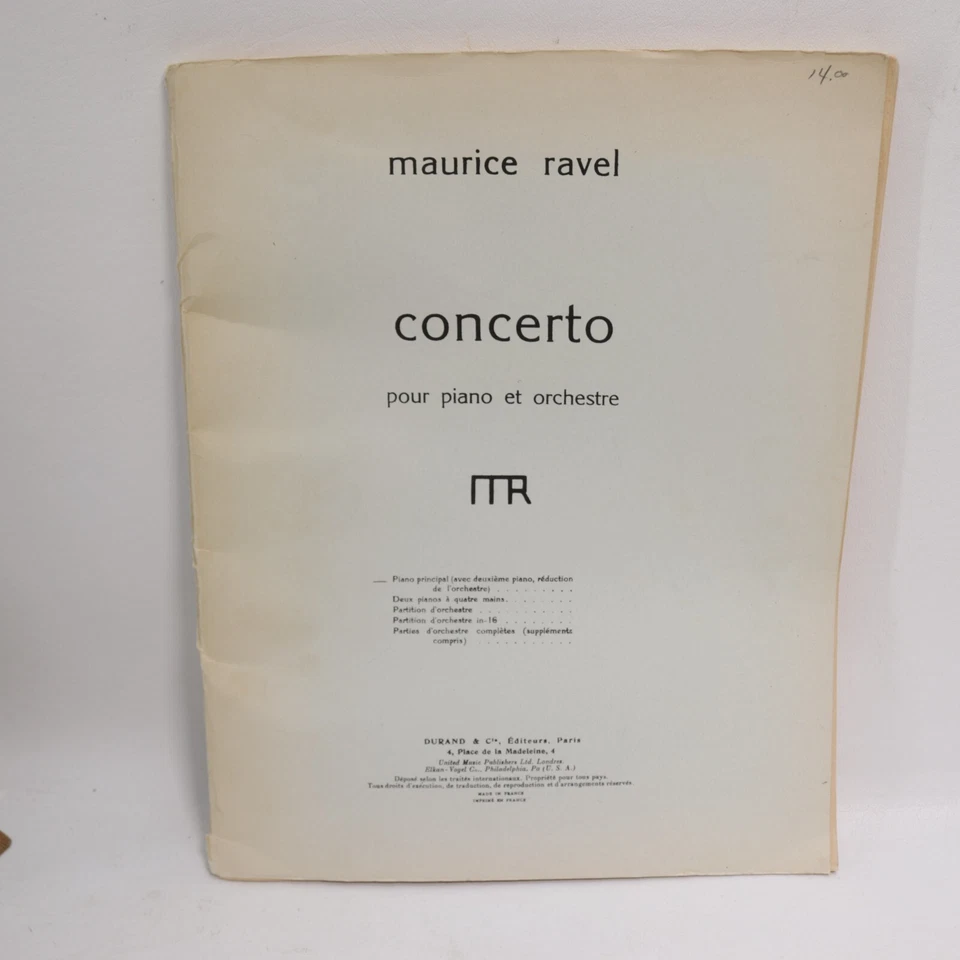 14.00
maurice ravel
concerto
pour piano et orchestre
MR
Piano principal (avec deuxième piano, réduction
de l'orchestre) . . . . . . . . .
Deux pianos à quatre mains. . . . . . .
Partition d'orchestre . . . . . . . . . .
Partition d'orchestre in-16 . . . . . . . .
Parties d'orchestre complètes (suppléments
compris) . . . . . . . . . . .
DURAND & Cie, Éditeurs, Paris
4, Place de la Madeleine, 4
United Music Publishers Ltd. Londres.
Elkan-Vogel Co., Philadelphia, Pa (U. S. A.)
Déposé selon les traités internationaux. Propriété pour tous pays.
Tous droits d'exécution, de traduction, de reproduction et d'arrangements réservés.
MADE IN FRANCE
IMPRIMÉ EN FRANCE